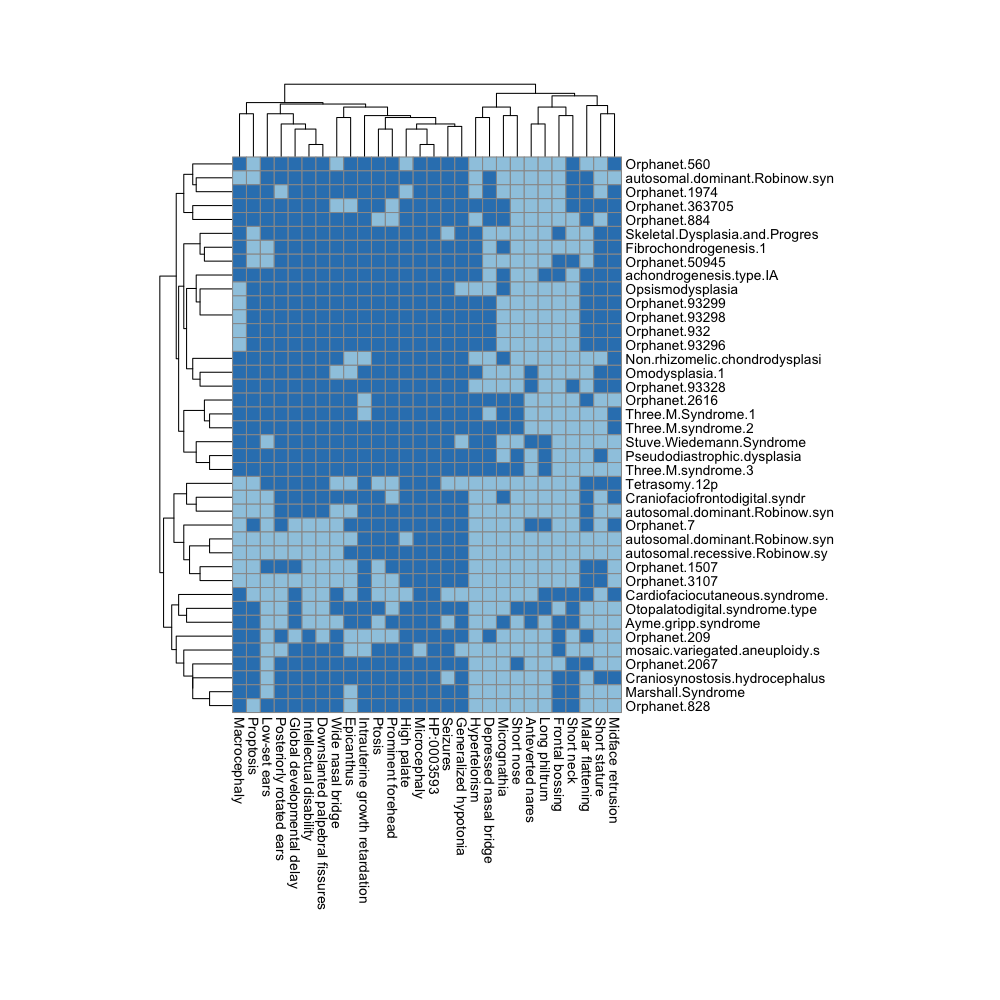 Orphanet.560
autosomal.dominant.Robinow.syn
Orphanet.1974
Orphanet.363705
Orphanet.884
Skeletal.Dysplasia.and.Progres
Fibrochondrogenesis.1
Orphanet.50945
achondrogenesis.type.IA
Opsismodysplasia
Orphanet.93299
Orphanet.93298
Orphanet.932
Orphanet.93296
Non.rhizomelic.chondrodysplasi
Omodysplasia.1
Orphanet.93328
Orphanet.2616
Three.M.Syndrome.1
Three.M.syndrome.2
Stuve.Wiedemann.Syndrome
Pseudodiastrophic.dysplasia
Three.M.syndrome.3
Tetrasomy.12p
Craniofaciofrontodigital.syndr
autosomal.dominant.Robinow.syn
Orphanet.7
autosomal.dominant.Robinow.syn
autosomal.recessive.Robinow.sy
Orphanet.1507
Orphanet.3107
Cardiofaciocutaneous.syndrome.
Otopalatodigital.syndrome.type
Ayme.gripp.syndrome
Orphanet.209
mosaic.variegated.aneuploidy.s
Orphanet.2067
Craniosynostosis.hydrocephalus
Marshall.Syndrome
Orphanet.828
Macrocephaly
Proptosis
Low-set ears
Posteriorly rotated ears
Global developmental delay
Intellectual disability
Downslanted palpebral fissures
Wide nasal bridge
Epicanthus
Intrauterine growth retardation
Ptosis
Prominent forehead
High palate
Microcephaly
HP:0003593
Seizures
Generalized hypotonia
Hypertelorism
Depressed nasal bridge
Micrognathia
Short nose
Anteverted nares
Long philtrum
Frontal bossing
Short neck
Malar flattening
Short stature
Midface retrusion